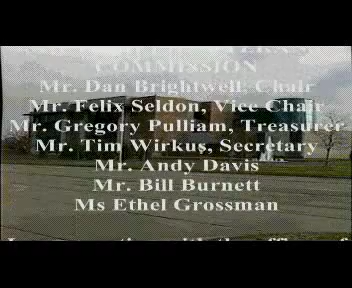 COMMISSION
Mr. Dan Brightwell, Chair
Mr. Felix Seldon, Vice Chair
Mr. Gregory Pulliam, Treasurer
Mr. Tim Wirkus, Secretary
Mr. Andy Davis
Mr. Bill Burnett
Ms Ethel Grossman